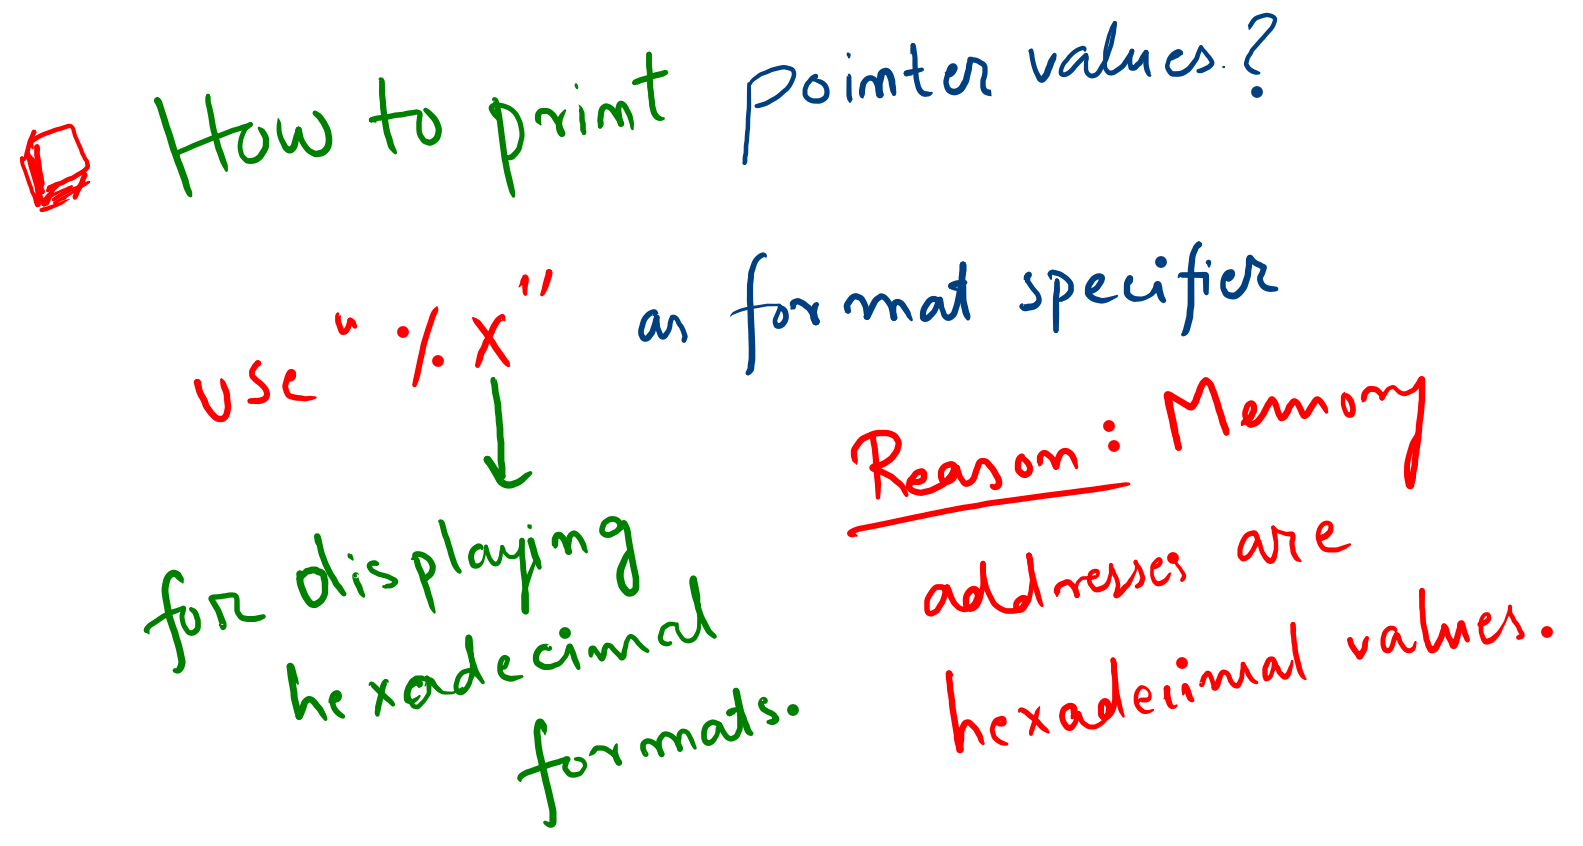 How to print pointer values?
use "%x" as format specifier
for displaying
hexadecimal
formats.
Reason: Memory
addresses are
hexadecimal values.